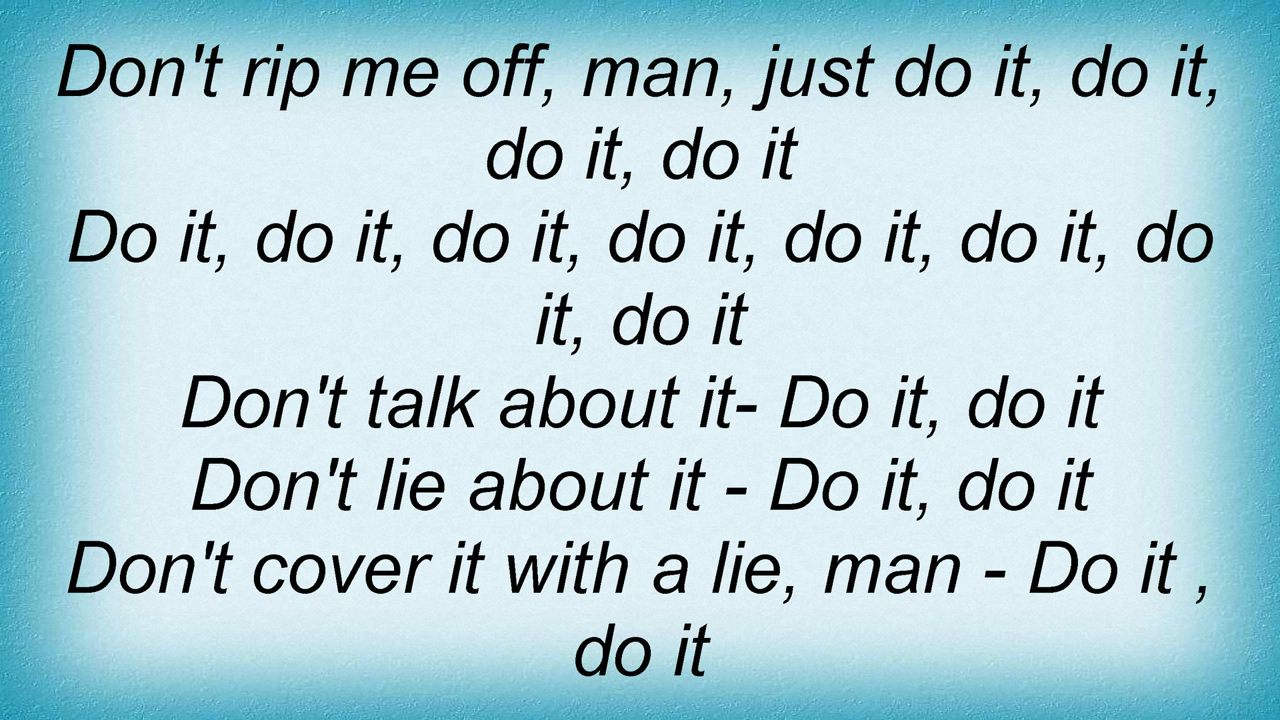 Don't rip me off, man, just do it, do it,
do it, do it
Do it, do it, do it, do it, do it, do it, do
it, do it
Don't talk about it- Do it, do it
Don't lie about it - Do it, do it
Don't cover it with a lie, man - Do it ,
do it